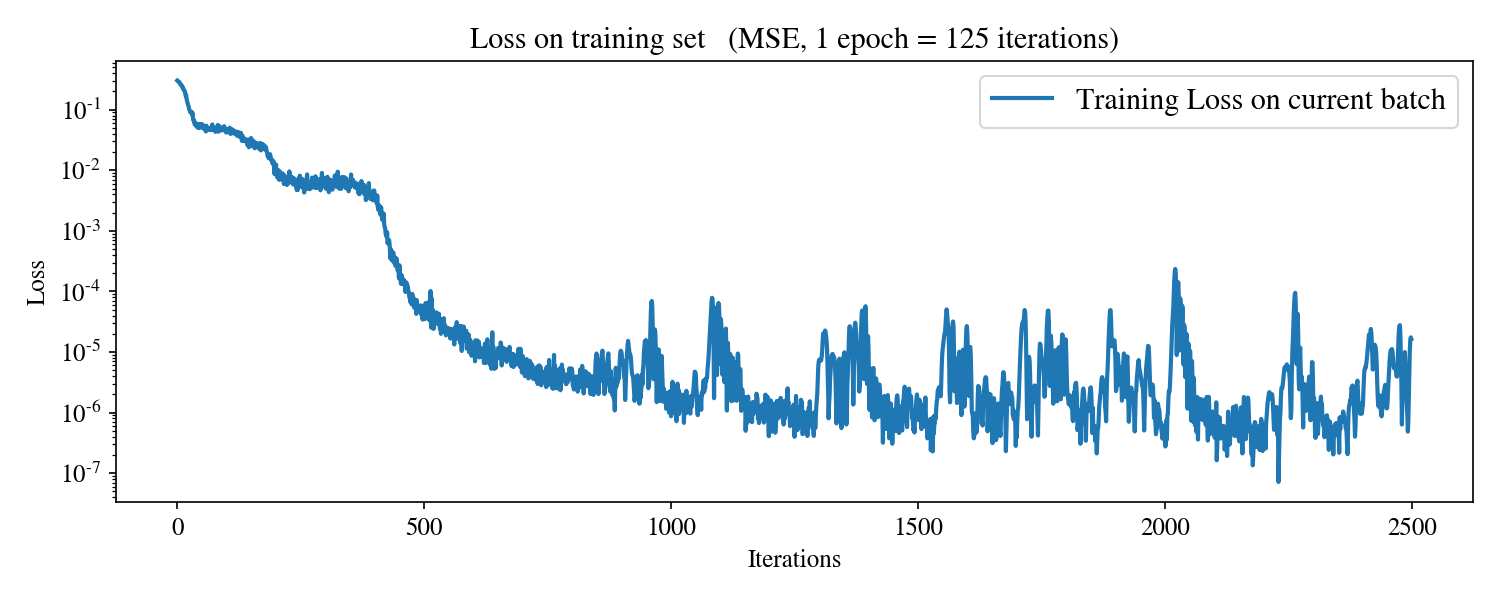 Loss on training set (MSE, 1 epoch = 125 iterations)
Training Loss on current batch
10-1
10-2
10-3
10-4
10-5
10-6
10-7
Loss
0 500 1000 1500 2000 2500
Iterations